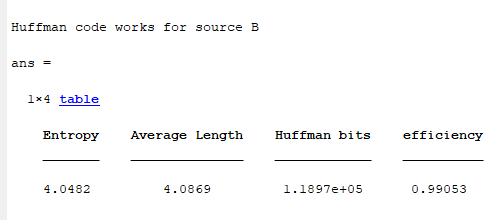 Huffman code works for source B
ans =
1×4 table
Entropy Average Length Huffman bits efficiency
4.0482 4.0869 1.1897e+05 0.99053